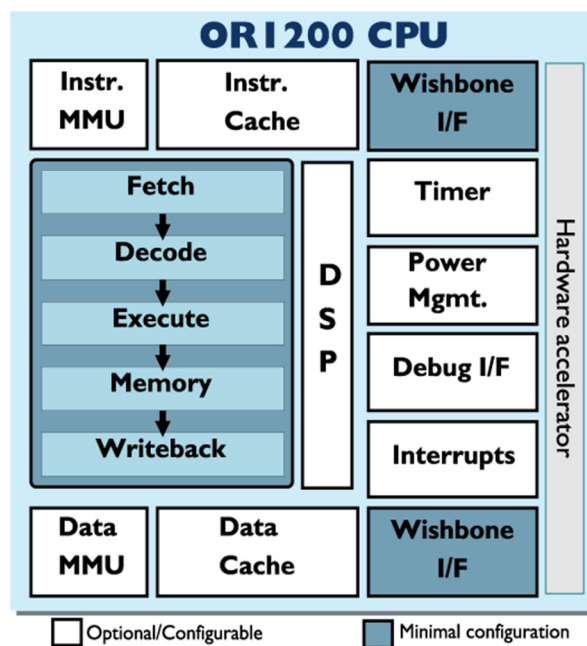 OR1200 CPU
Instr.
MMU
Instr.
Cache
Wishbone
I/F
Fetch
Decode
Execute
Memory
Writeback
D
S
P
Timer
Power
Mgmt.
Debug I/F
Interrupts
Data
MMU
Data
Cache
Wishbone
I/F
Hardware accelerator
Optional/Configurable
Minimal configuration